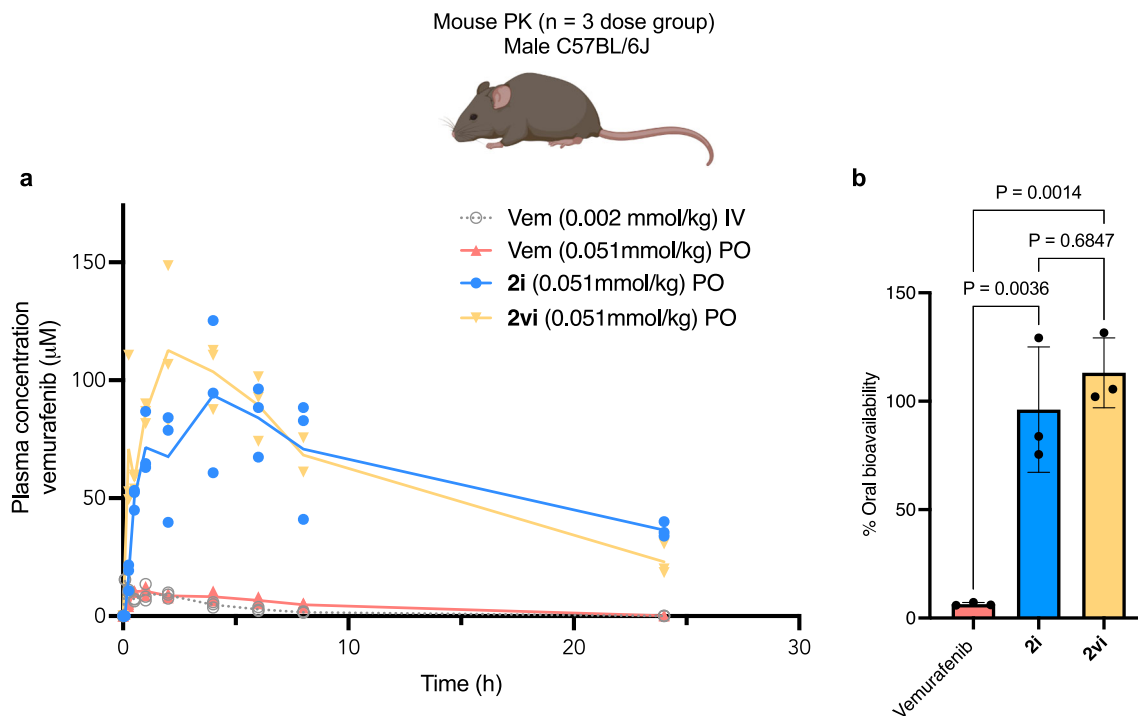 Mouse PK (n = 3 dose group)
Male C57BL/6J
a
Vem (0.002 mmol/kg) IV
Vem (0.051mmol/kg) PO
2i (0.051mmol/kg) PO
2vi (0.051mmol/kg) PO
Plasma concentration
vemurafenib (μM)
150
100
50
0
0
10
20
30
Time (h)
b
P = 0.0014
P = 0.6847
P = 0.0036
% Oral bioavailability
150
100
50
0
Vemurafenib
2i
2vi